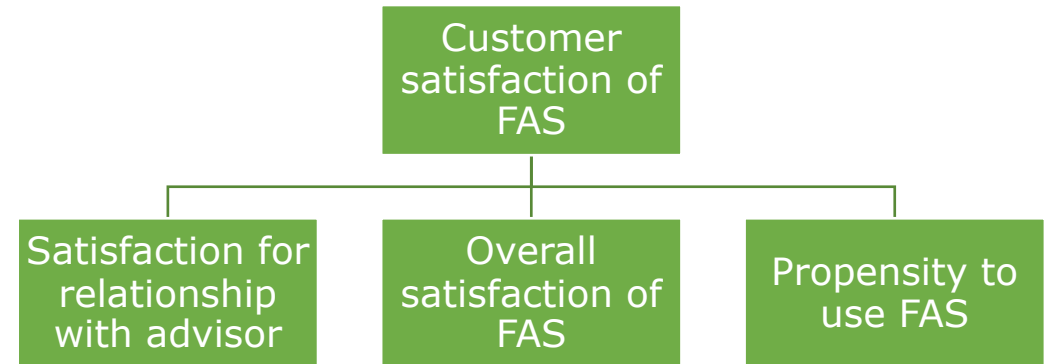 Customer
satisfaction of
FAS
Satisfaction for
relationship
with advisor
Overall
satisfaction of
FAS
Propensity to
use FAS